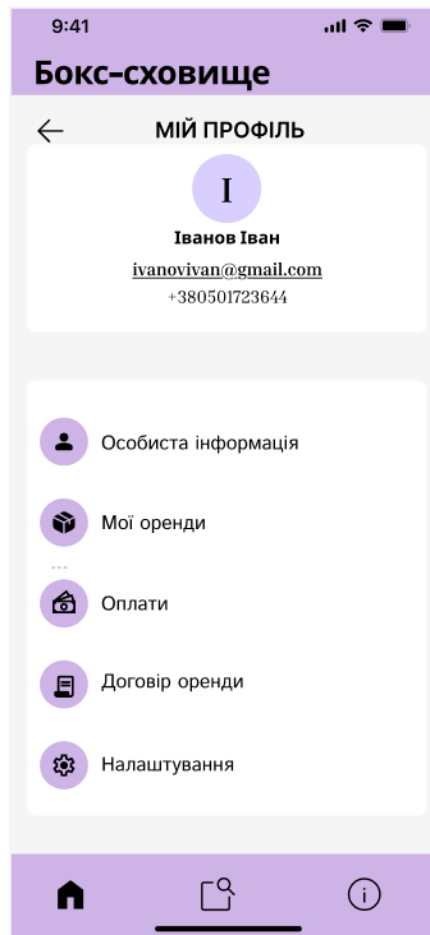 9:41
Бокс-сховище
МІЙ ПРОФІЛЬ
І
Іванов Іван
ivanovivan@gmail.com
+380501723644
Особиста інформація
Мої оренди
...
Оплати
Договір оренди
Налаштування